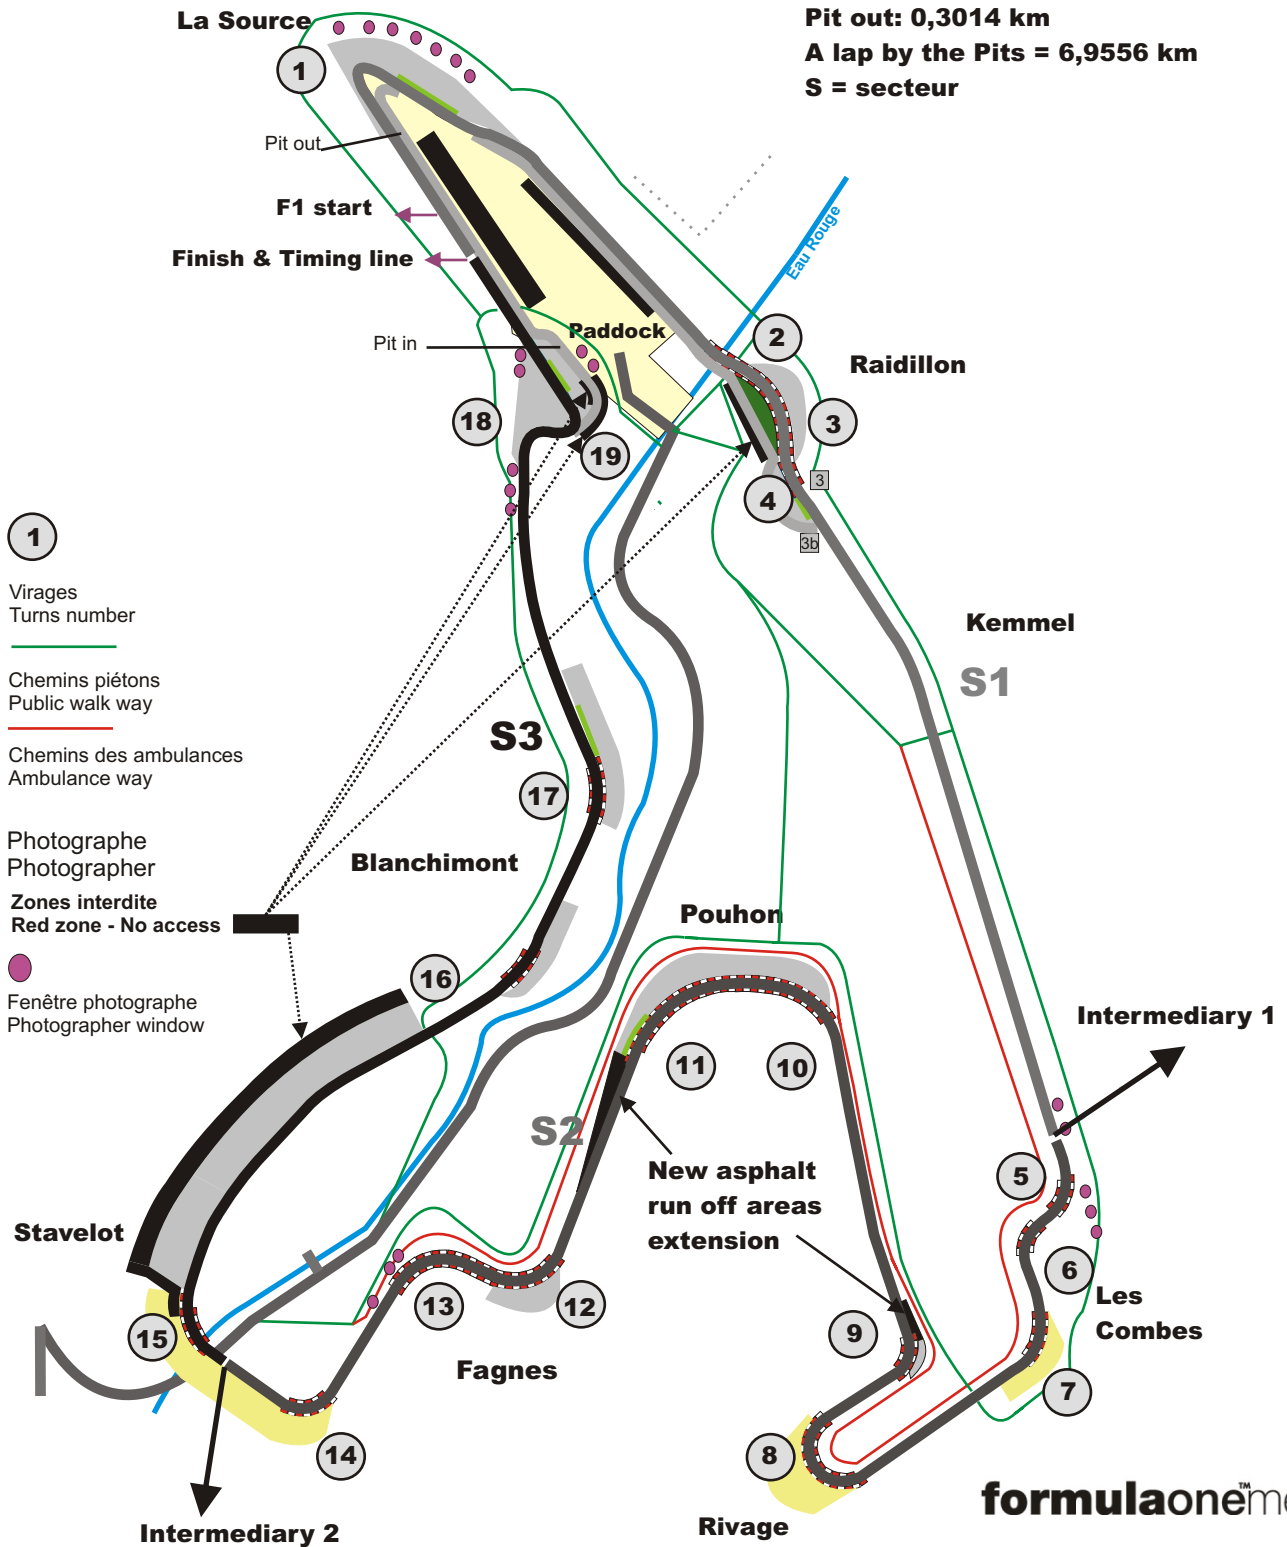 La Source
Pit out: 0,3014 km
A lap by the Pits = 6,9556 km
S = secteur
1
Pit out
F1 start
Finish & Timing line
Eau Rouge
Pit in
Paddock
2
Raidillon
18
3
19
3
4
3b
1
Virages
Turns number
Kemmel
S1
Chemins piétons
Public walk way
S3
Chemins des ambulances
Ambulance way
17
Photographe
Photographer
Blanchimont
Zones interdite
Red zone - No access
Pouhon
16
Fenêtre photographe
Photographer window
Intermediary 1
11
10
S2
New asphalt
run off areas
extension
5
Stavelot
6
13
12
Les
Combes
15
9
Fagnes
7
14
8
Rivage
formulaone™me
Intermediary 2